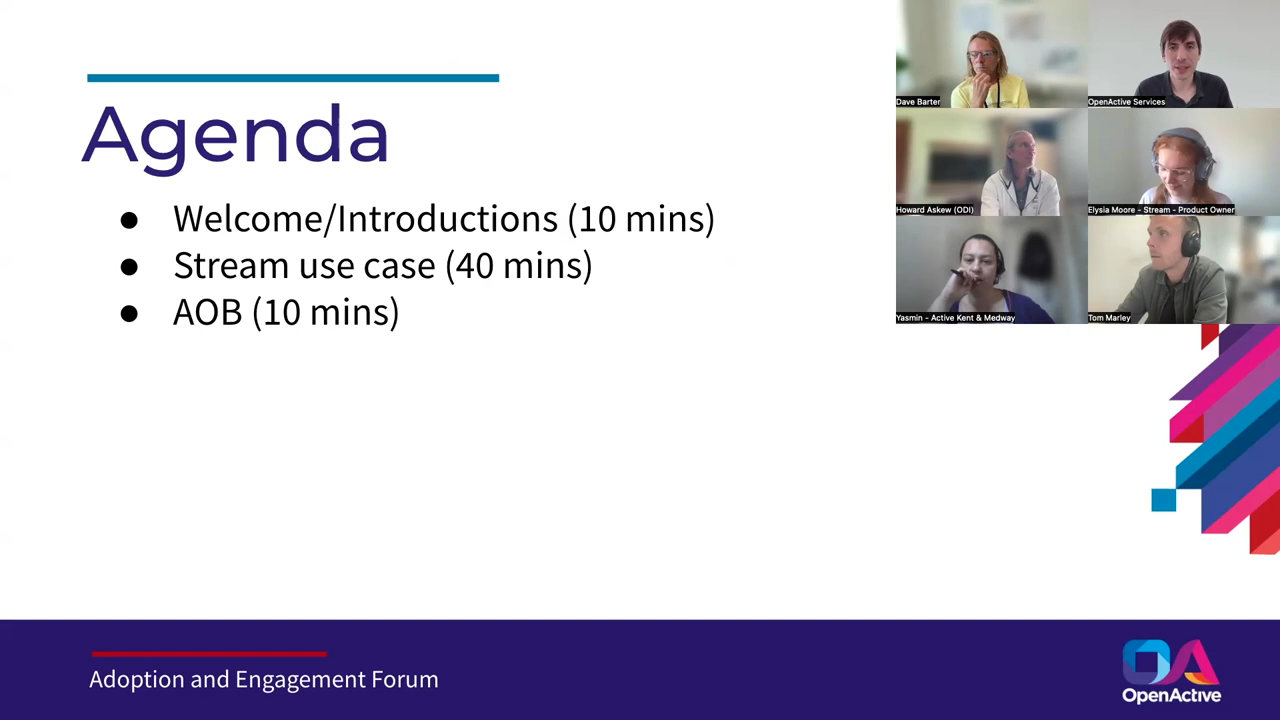 Agenda
● Welcome/Introductions (10 mins)
● Stream use case (40 mins)
● AOB (10 mins)
Dave Barter
OpenActive Services
Howard Askew (ODI)
Elysia Moore - Stream - Product Owner
Yasmin - Active Kent & Medway
Tom Marley
Adoption and Engagement Forum
OA
OpenActive